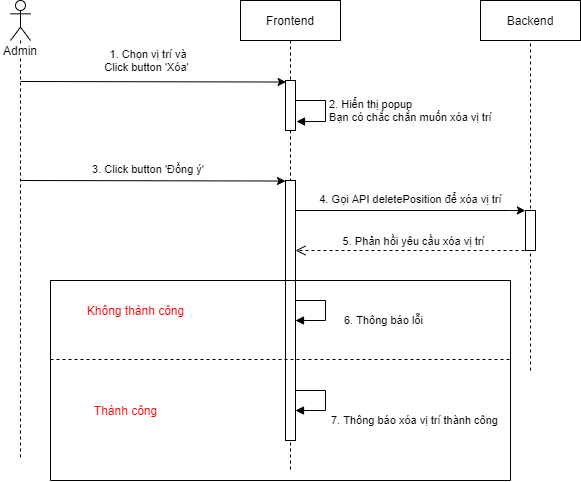 Admin
Frontend
Backend
1. Chọn vị trí và
Click button 'Xóa'
2. Hiển thị popup
Bạn có chắc chắn muốn xóa vị trí
3. Click button 'Đồng ý'
4. Gọi API deletePosition để xóa vị trí
5. Phản hồi yêu cầu xóa vị trí
Không thành công
6. Thông báo lỗi
Thành công
7. Thông báo xóa vị trí thành công